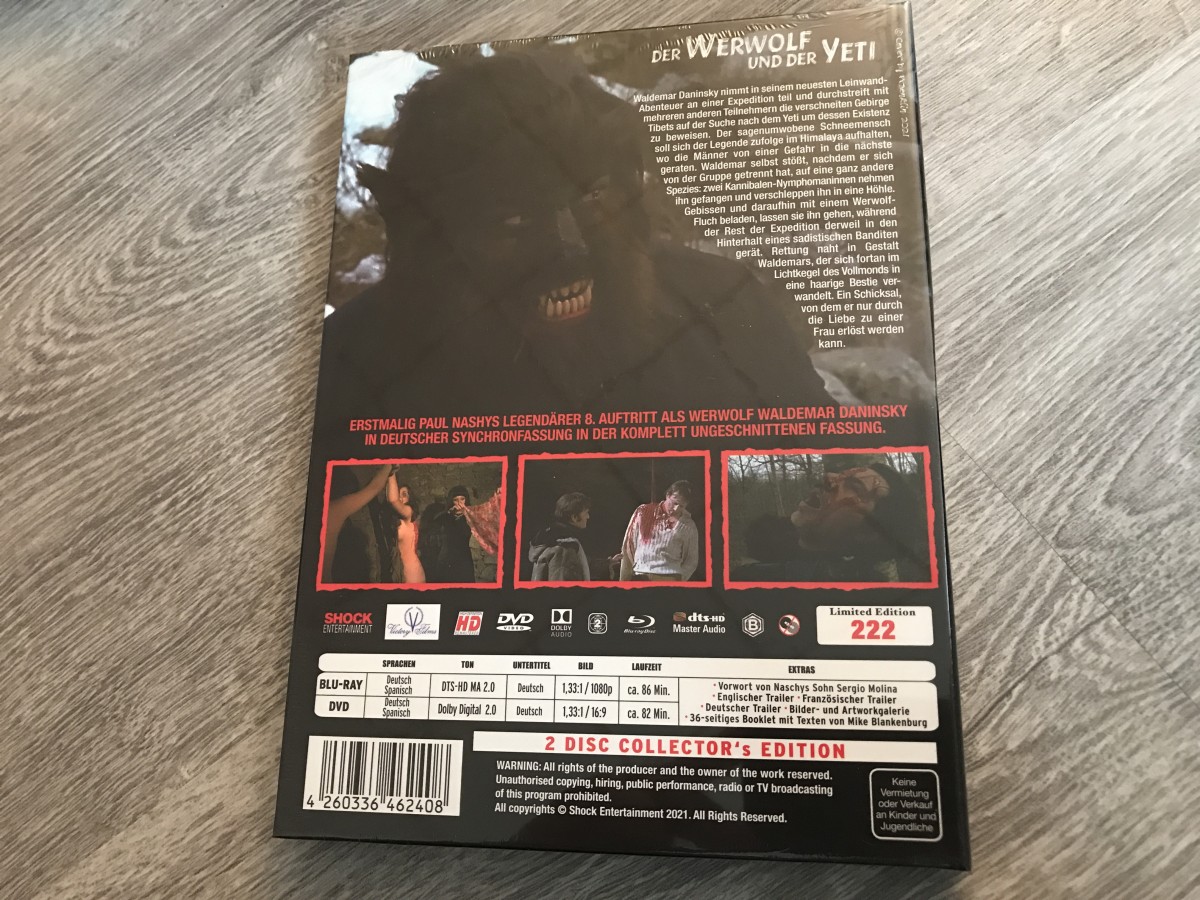 DER WERWOLF
UND DER YETI
Waldemar Daninsky nimmt in seinem neuesten Leinwand-
Abenteuer an einer Expedition teil und durchstreift mit
mehreren anderen Teilnehmern die verschneiten Gebirge
Tibets auf der Suche nach dem Yeti um dessen Existenz
zu beweisen. Der sagenumwobene Schneemensch
soll sich der Legende zufolge im Himalaya aufhalten,
wo die Männer von einer Gefahr in die nächste
geraten. Waldemar selbst stößt, nachdem er sich
von der Gruppe getrennt hat, auf eine ganz andere
Spezies: zwei Kannibalen-Nymphomaninnen nehmen
ihn gefangen und verschleppen ihn in eine Höhle.
Gebissen und daraufhin mit einem Werwolf-
Fluch beladen, lassen sie ihn gehen, während
der Rest der Expedition derweil in den
Hinterhalt eines sadistischen Banditen
gerät. Rettung naht in Gestalt
Waldemars, der sich fortan im
Lichtkegel des Vollmonds in
eine haarige Bestie ver-
wandelt. Ein Schicksal,
von dem er nur durch
die Liebe zu einer
Frau erlöst werden
kann.
ERSTMALIG PAUL NASHYS LEGENDÄRER 8. AUFTRITT ALS WERWOLF WALDEMAR DANINSKY
IN DEUTSCHER SYNCHRONFASSUNG IN DER KOMPLETT UNGESCHNITTENEN FASSUNG.
SHOCK
ENTERTAINMENT
Victory Films
HD
DVD
VIDEO
DOLBY
AUDIO
2
Blu-ray Disc
dts-HD
Master Audio
B
Limited Edition
222
SPRACHEN TON UNTERTITEL BILD LAUFZEIT EXTRAS
BLU-RAY Deutsch Spanisch DTS-HD MA 2.0 Deutsch 1,33:1 / 1080p ca. 86 Min.
DVD Deutsch Spanisch Dolby Digital 2.0 Deutsch 1,33:1 / 16:9 ca. 82 Min.
• Vorwort von Naschys Sohn Sergio Molina
• Englischer Trailer • Französischer Trailer
• Deutscher Trailer • Bilder- und Artworkgalerie
• 36-seitiges Booklet mit Texten von Mike Blankenburg
2 DISC COLLECTOR's EDITION
WARNING: All rights of the producer and the owner of the work reserved.
Unauthorised copying, hiring, public performance, radio or TV broadcasting
of this program prohibited.
All copyrights © Shock Entertainment 2021. All Rights Reserved.
4 260336 462408
Keine
Vermietung
oder Verkauf
an Kinder und
Jugendliche